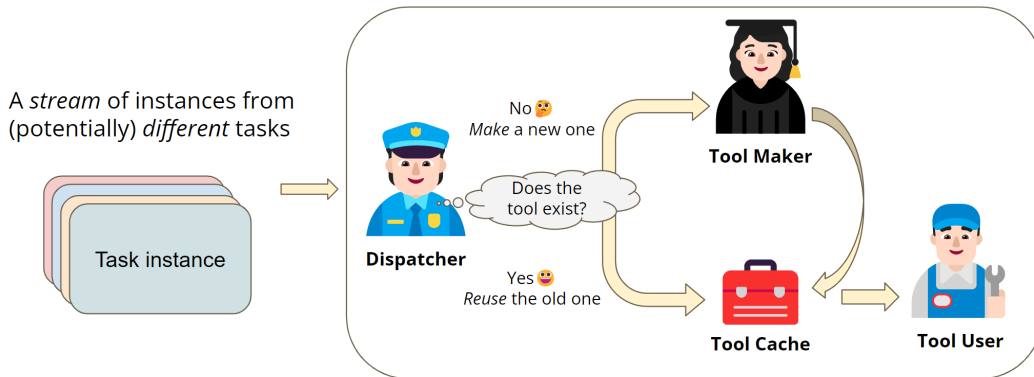 A stream of instances from
(potentially) different tasks
Task instance
Dispatcher
Does the
tool exist?
No
Make a new one
Yes
Reuse the old one
Tool Maker
Tool Cache
Tool User